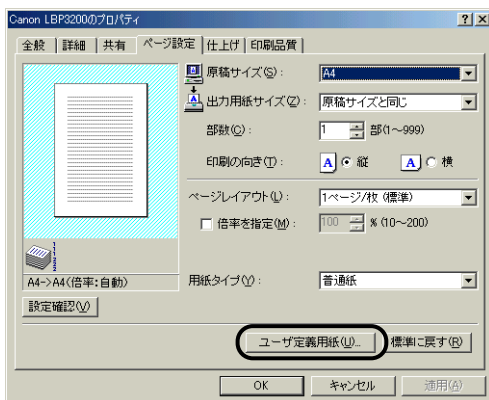 Canon LBP3200のプロパティ
全般 詳細 共有 ページ設定 仕上げ 印刷品質
原稿サイズ(S): A4
出力用紙サイズ(Z): 原稿サイズと同じ
部数(C): 1 部(1～999)
印刷の向き(T): A 縦 A 横
ページレイアウト(L): 1ページ/枚 (標準)
倍率を指定(M): 100 % (10～200)
A4->A4(倍率:自動)
用紙タイプ(Y): 普通紙
設定確認(V)
ユーザ定義用紙(U)... 標準に戻す(R)
OK キャンセル 適用(A)